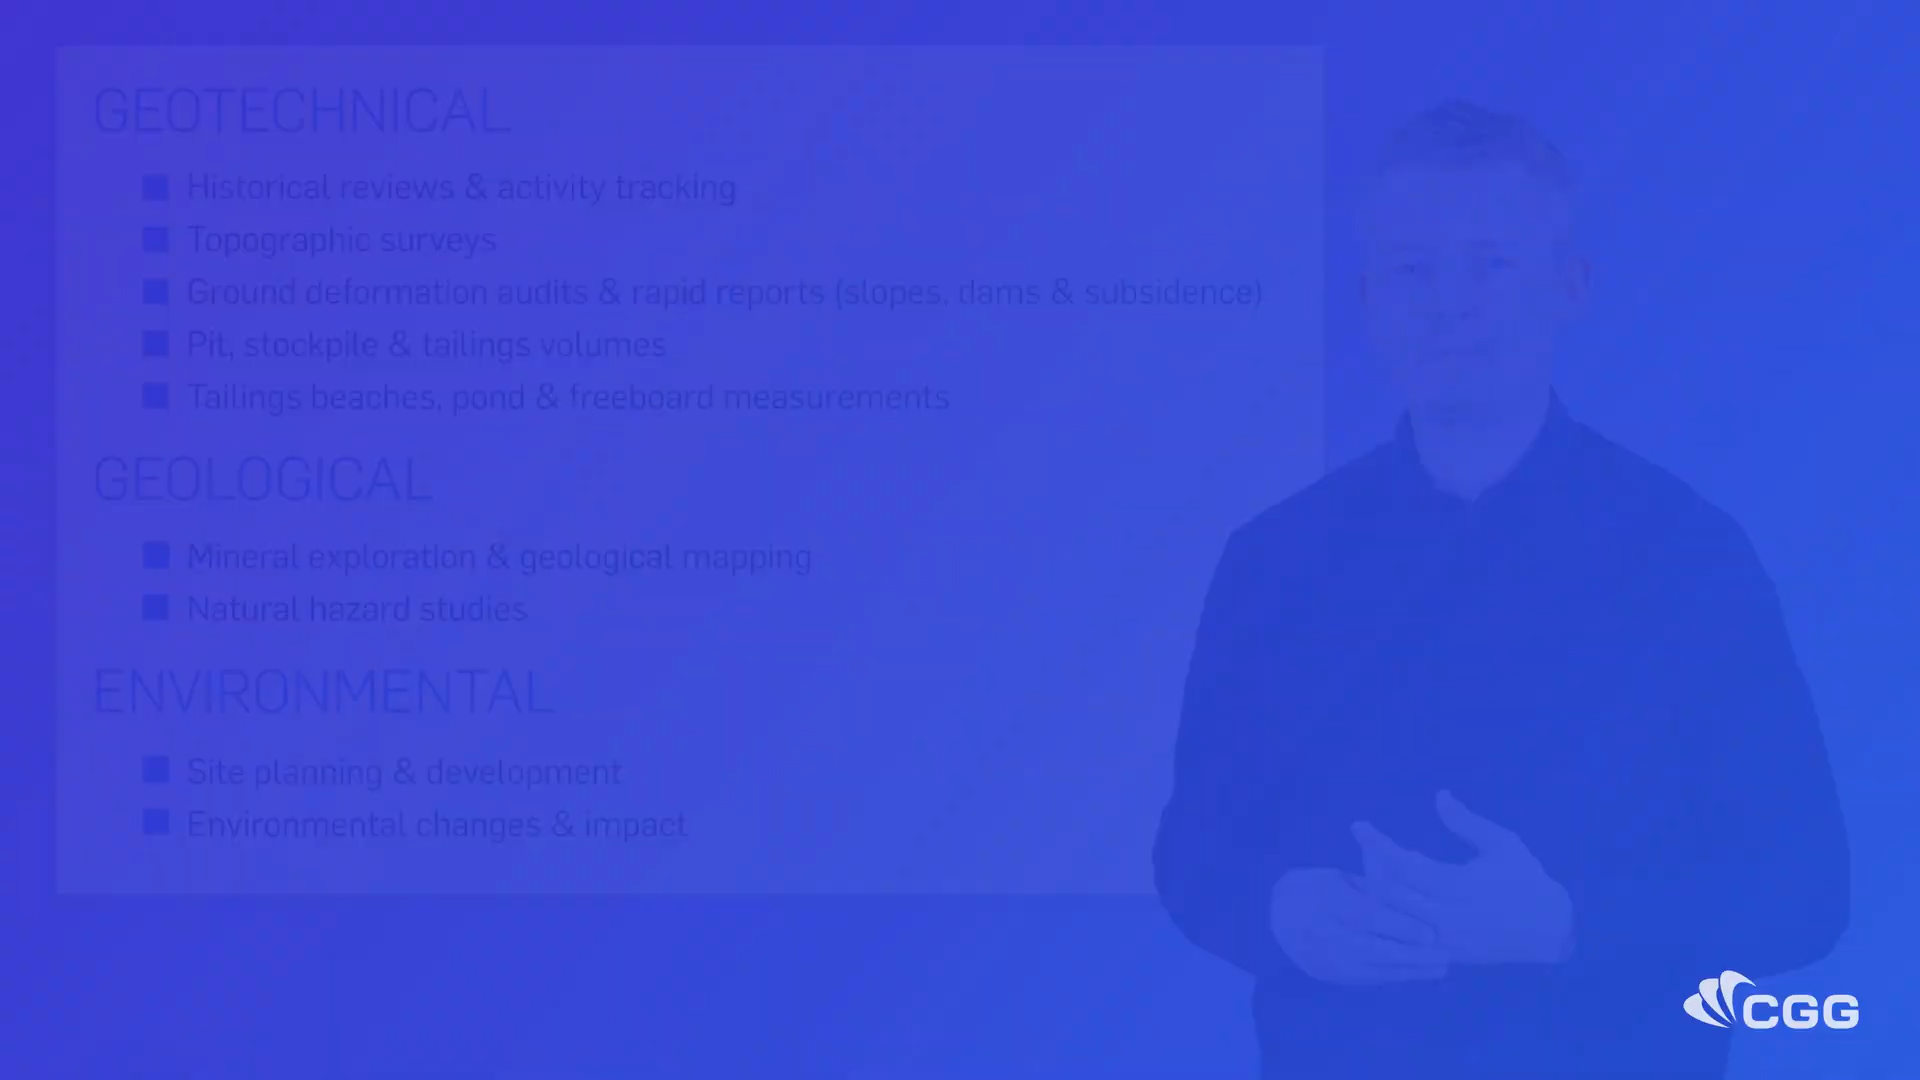 GEOTECHNICAL
Historical reviews & activity tracking
Topographic surveys
Ground deformation audits & rapid reports (slopes, dams & subsidence)
Pit, stockpile & tailings volumes
Tailings beaches, pond & freeboard measurements
GEOLOGICAL
Mineral exploration & geological mapping
Natural hazard studies
ENVIRONMENTAL
Site planning & development
Environmental changes & impact
CGG